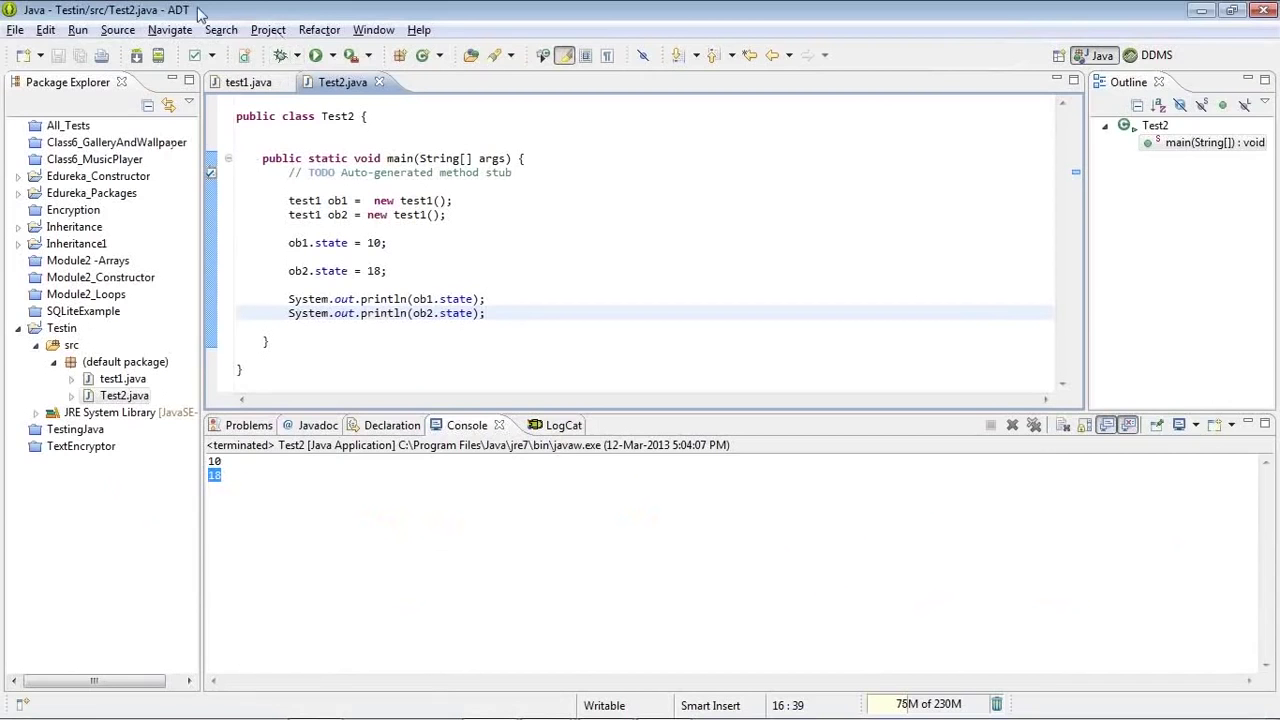 Java - Testin/src/Test2.java - ADT
File Edit Run Source Navigate Search Project Refactor Window Help
Java DDMS
Package Explorer
test1.java Test2.java
Outline
All_Tests
Class6_GalleryAndWallpaper
Class6_MusicPlayer
Edureka_Constructor
Edureka_Packages
Encryption
Inheritance
Inheritance1
Module2 -Arrays
Module2_Constructor
Module2_Loops
SQLiteExample
Testin
src
(default package)
test1.java
Test2.java
JRE System Library [JavaSE-
TestingJava
TextEncryptor
public class Test2 {
public static void main(String[] args) {
// TODO Auto-generated method stub
test1 ob1 =  new test1();
test1 ob2 = new test1();
ob1.state = 10;
ob2.state = 18;
System.out.println(ob1.state);
System.out.println(ob2.state);
}
}
Test2
main(String[]) : void
Problems Javadoc Declaration Console LogCat
<terminated> Test2 [Java Application] C:\Program Files\Java\jre7\bin\javaw.exe (12-Mar-2013 5:04:07 PM)
10
18
Writable Smart Insert 16 : 39 75M of 230M